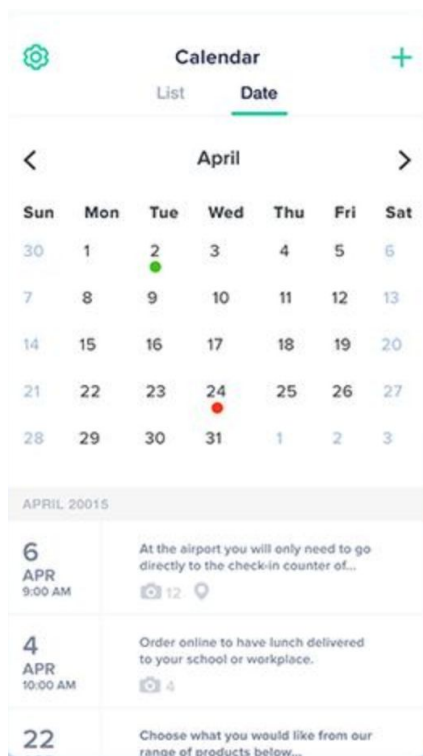 Calendar
List Date
April
Sun Mon Tue Wed Thu Fri Sat
30 1 2 3 4 5 6
7 8 9 10 11 12 13
14 15 16 17 18 19 20
21 22 23 24 25 26 27
28 29 30 31 1 2 3
APRIL 20015
6
APR
9:00 AM
At the airport you will only need to go
directly to the check-in counter of...
12
4
APR
10:00 AM
Order online to have lunch delivered
to your school or workplace.
4
22
Choose what you would like from our
range of products below...